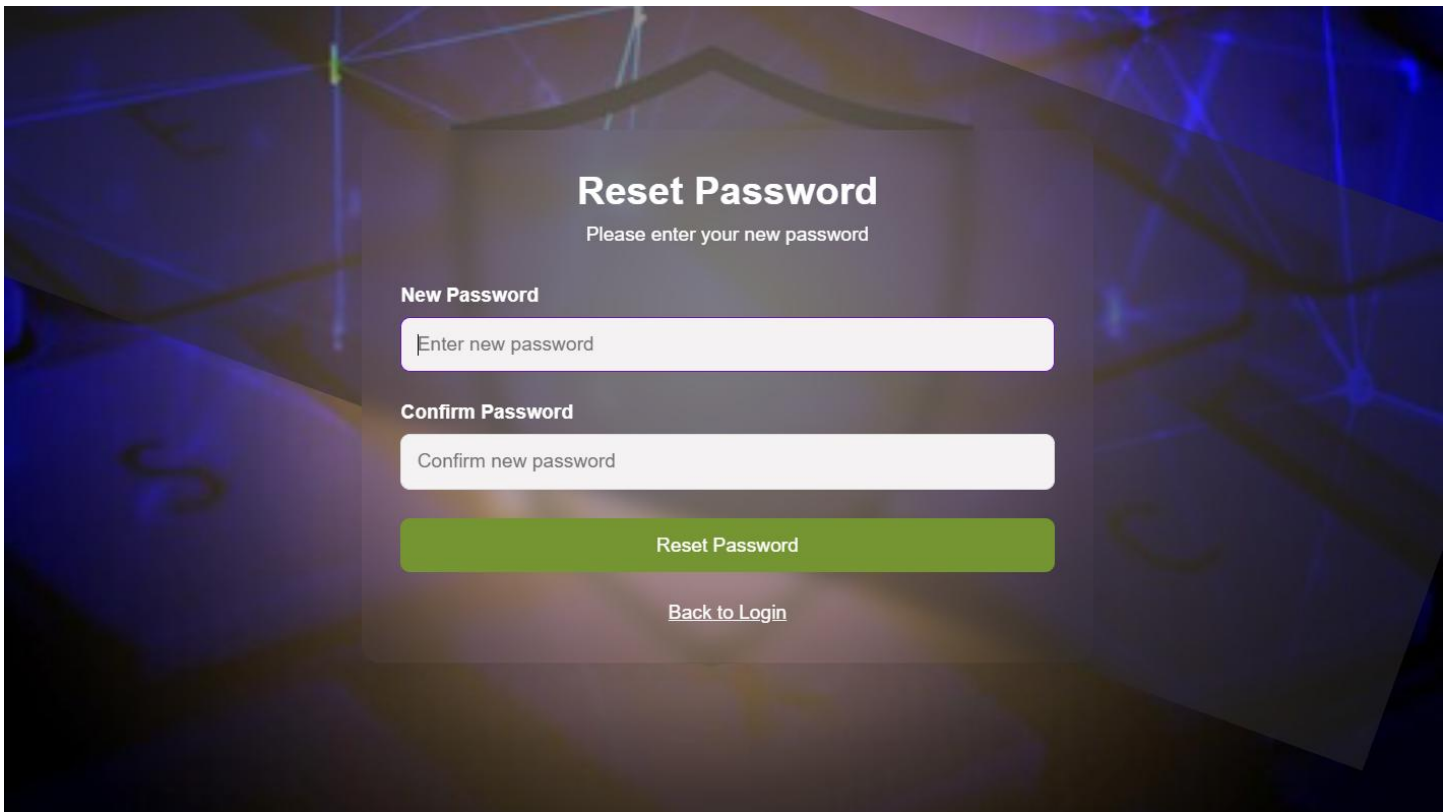 Reset Password
Please enter your new password
New Password
Enter new password
Confirm Password
Confirm new password
Reset Password
Back to Login